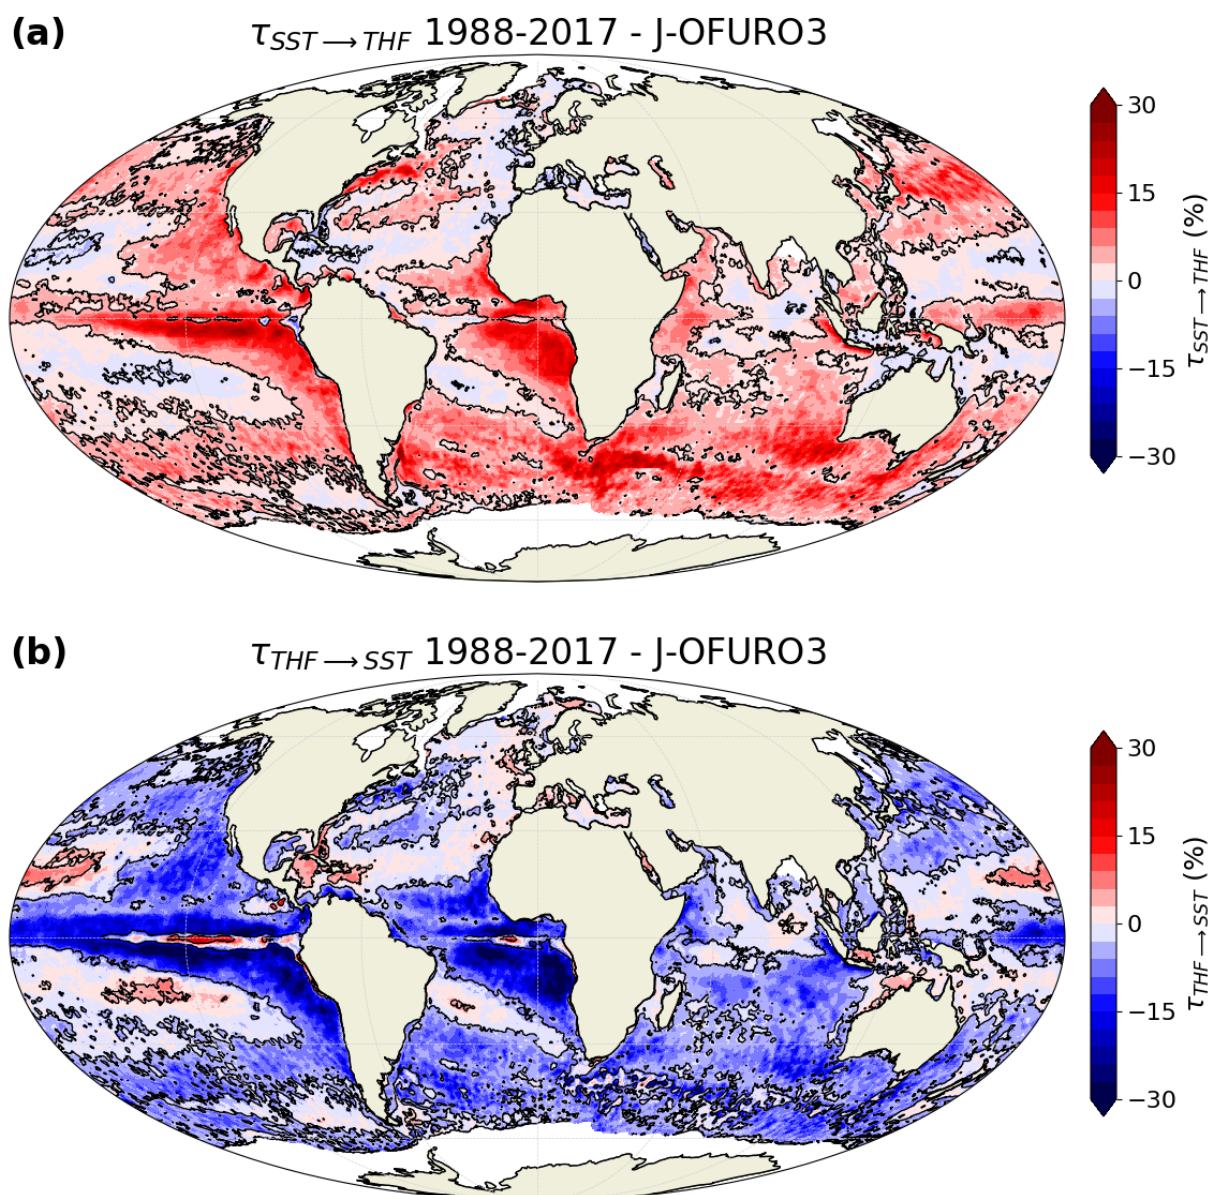 (a)
τSST ⟶ THF 1988-2017 - J-OFURO3
30
15
0
−15
−30
τSST ⟶ THF (%)
(b)
τTHF ⟶ SST 1988-2017 - J-OFURO3
30
15
0
−15
−30
τTHF ⟶ SST (%)